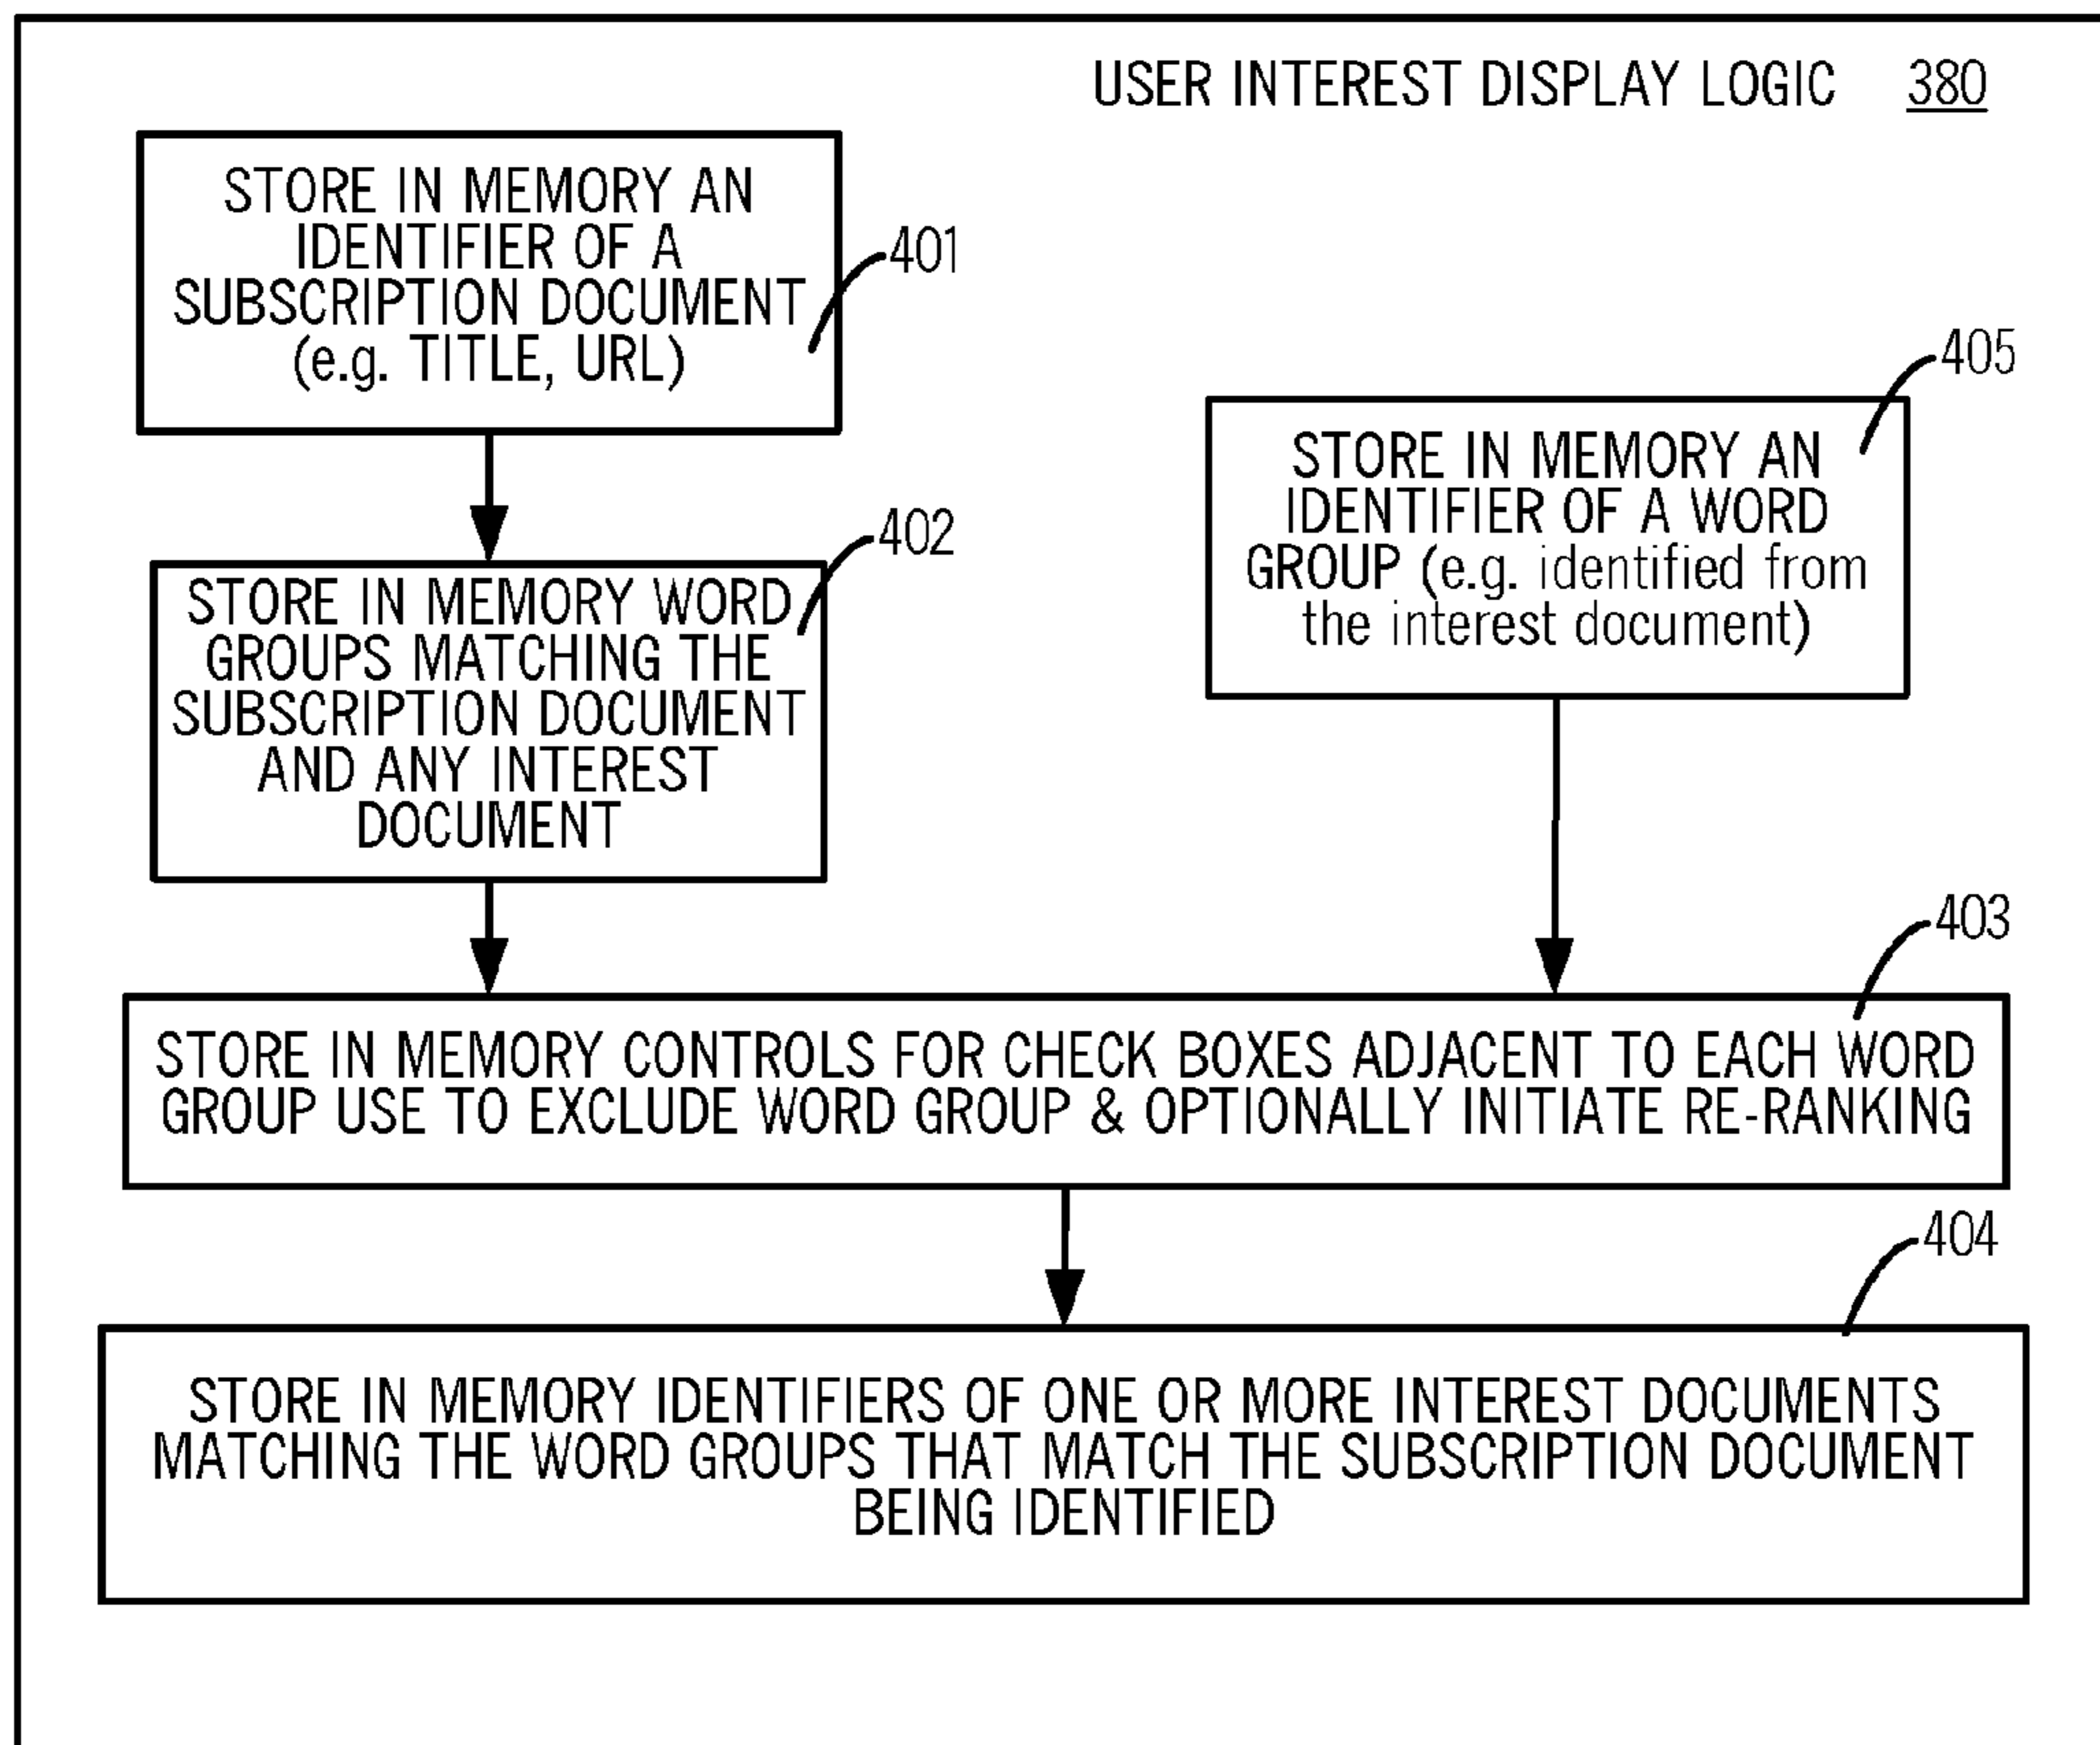 USER INTEREST DISPLAY LOGIC 380
STORE IN MEMORY AN
IDENTIFIER OF A
SUBSCRIPTION DOCUMENT
(e.g. TITLE, URL)
401
STORE IN MEMORY AN
IDENTIFIER OF A WORD
GROUP (e.g. identified from
the interest document)
405
STORE IN MEMORY WORD
GROUPS MATCHING THE
SUBSCRIPTION DOCUMENT
AND ANY INTEREST
DOCUMENT
402
STORE IN MEMORY CONTROLS FOR CHECK BOXES ADJACENT TO EACH WORD
GROUP USE TO EXCLUDE WORD GROUP & OPTIONALLY INITIATE RE-RANKING
403
STORE IN MEMORY IDENTIFIERS OF ONE OR MORE INTEREST DOCUMENTS
MATCHING THE WORD GROUPS THAT MATCH THE SUBSCRIPTION DOCUMENT
BEING IDENTIFIED
404